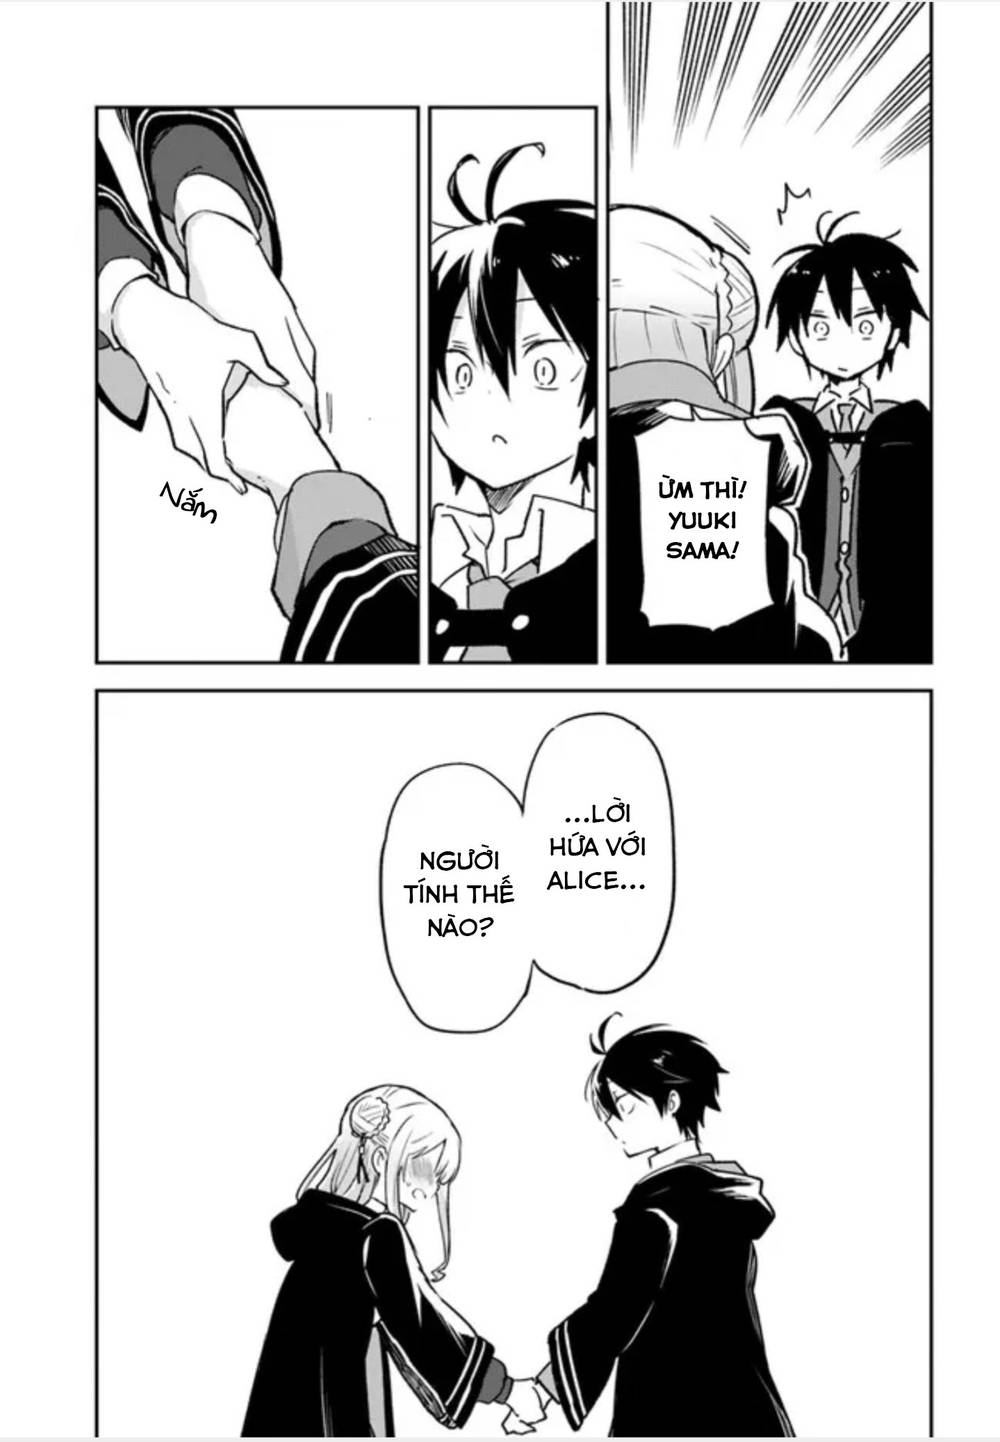 ỪM THÌ!
YUUKI
SAMA!
Nắm
...LỜI
HỨA VỚI
ALICE...
NGƯỜI
TÍNH THẾ
NÀO?